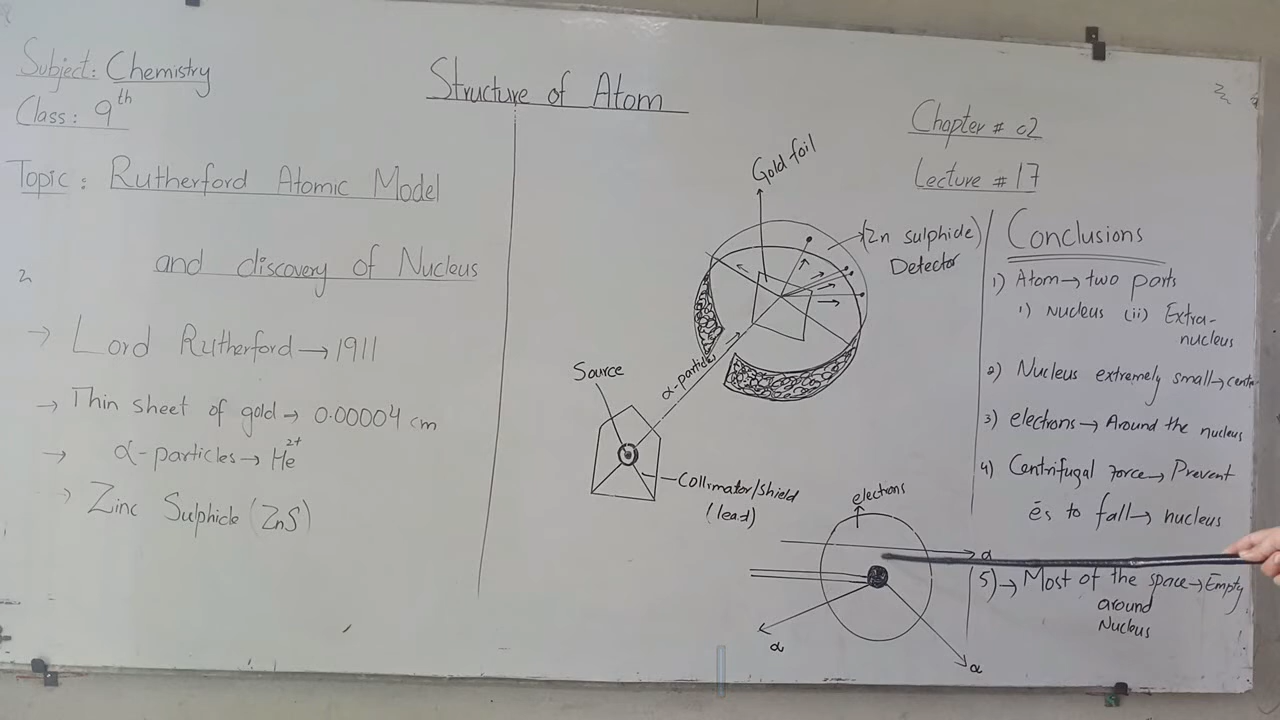 Subject: Chemistry
Class: 9th
Structure of Atom
Chapter # 02
Lecture # 17
Topic: Rutherford Atomic Model
and discovery of Nucleus
→ Lord Rutherford → 1911
→ Thin sheet of gold → 0.00004 cm
→ α-particles → He2+
→ Zinc Sulphide (ZnS)
Gold foil
(Zn sulphide)
Detector
α-particles
Source
Collimator/shield
(lead)
electrons
α
α
α
Conclusions
1) Atom → two parts
i) Nucleus (ii) Extra-
nucleus
2) Nucleus extremely small →
3) electrons → Around the nucleus
4) Centrifugal force → Prevent
ēs to fall → nucleus
5) → Most of the space → Empty
around
Nucleus